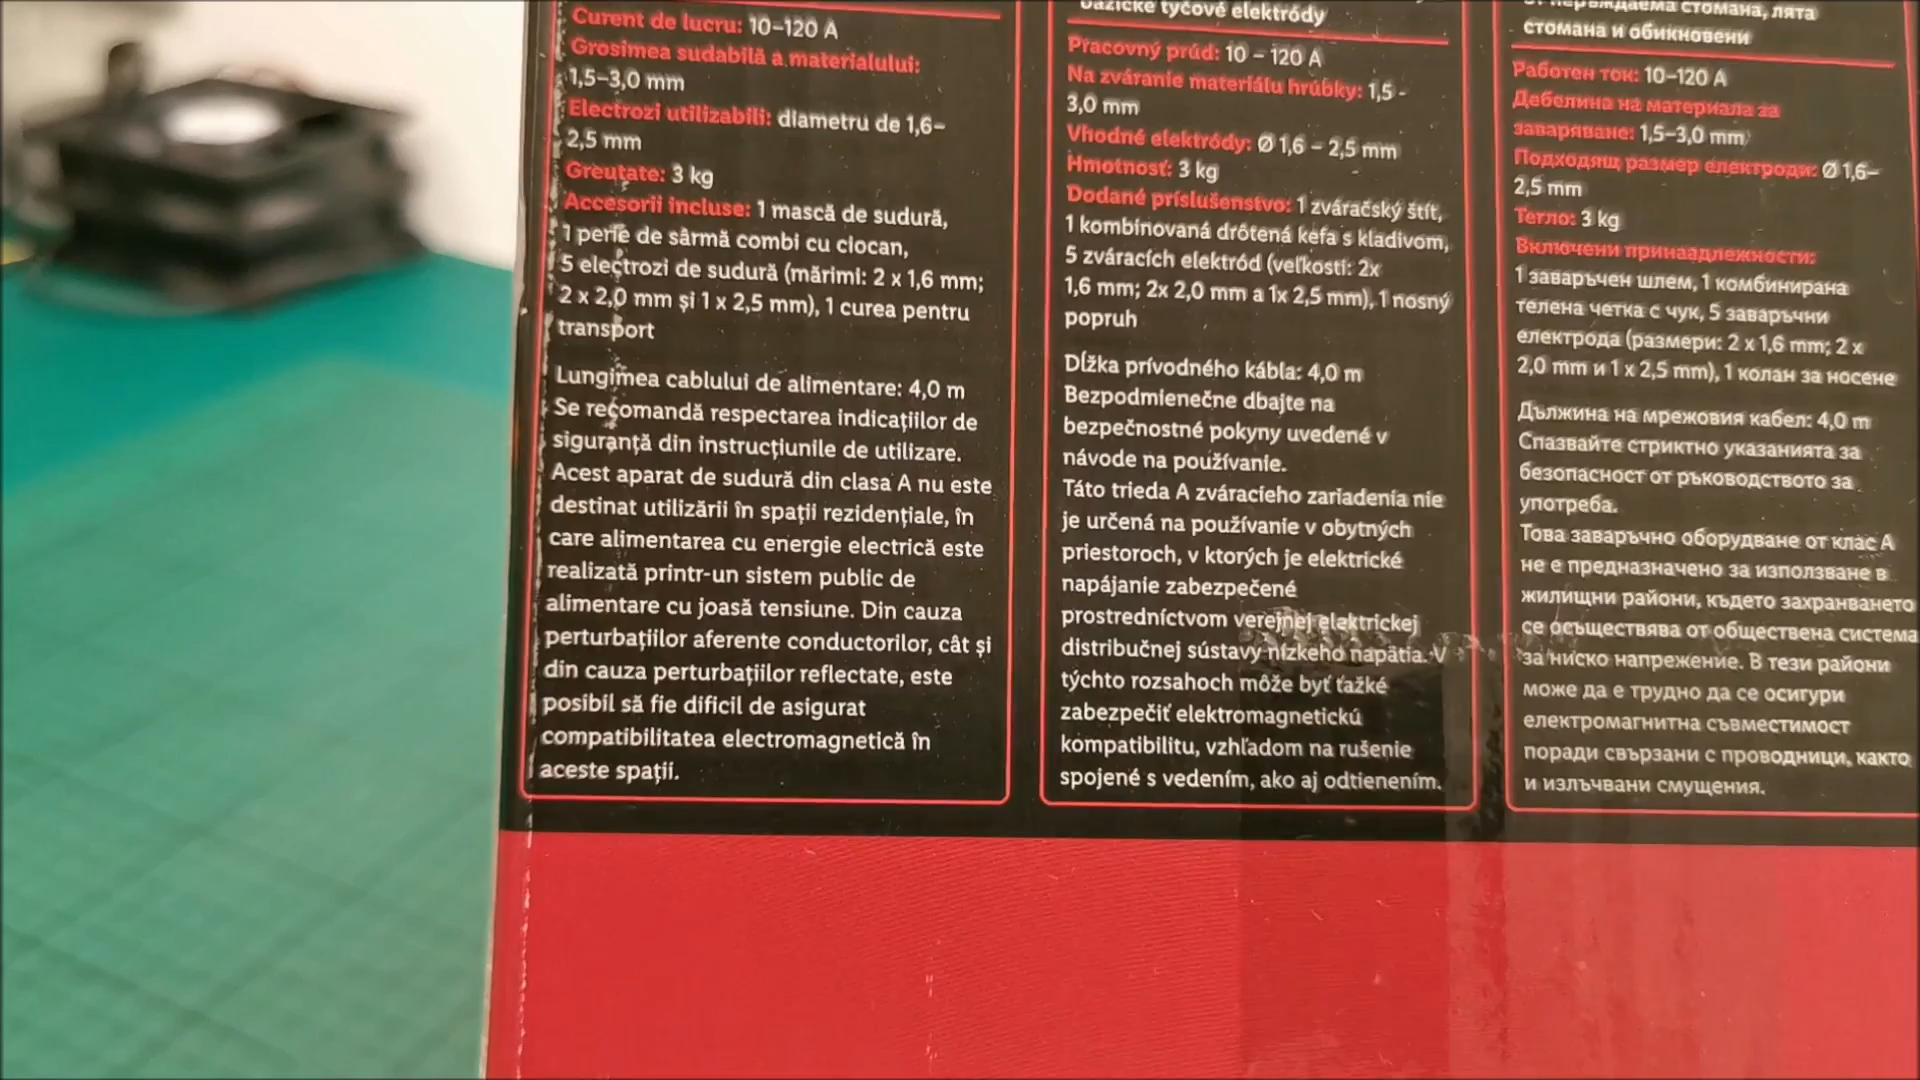 Curent de lucru: 10–120 A
Grosimea sudabilă a materialului:
1,5–3,0 mm
Electrozi utilizabili: diametru de 1,6–
2,5 mm
Greutate: 3 kg
Accesorii incluse: 1 mască de sudură,
1 perie de sârmă combi cu ciocan,
5 electrozi de sudură (mărimi: 2 x 1,6 mm;
2 x 2,0 mm și 1 x 2,5 mm), 1 curea pentru
transport
Lungimea cablului de alimentare: 4,0 m
Se recomandă respectarea indicațiilor de
siguranță din instrucțiunile de utilizare.
Acest aparat de sudură din clasa A nu este
destinat utilizării în spații rezidențiale, în
care alimentarea cu energie electrică este
realizată printr-un sistem public de
alimentare cu joasă tensiune. Din cauza
perturbațiilor aferente conductorilor, cât și
din cauza perturbațiilor reflectate, este
posibil să fie dificil de asigurat
compatibilitatea electromagnetică în
aceste spații.
bázické tyčové elektródy
Pracovný prúd: 10 – 120 A
Na zváranie materiálu hrúbky: 1,5 -
3,0 mm
Vhodné elektródy: Ø 1,6 – 2,5 mm
Hmotnosť: 3 kg
Dodané príslušenstvo: 1 zváračský štít,
1 kombinovaná drôtená kefa s kladivom,
5 zváracích elektród (veľkosti: 2x
1,6 mm; 2x 2,0 mm a 1x 2,5 mm), 1 nosný
popruh
Dĺžka prívodného kábla: 4,0 m
Bezpodmienečne dbajte na
bezpečnostné pokyny uvedené v
návode na používanie.
Táto trieda A zváracieho zariadenia nie
je určená na používanie v obytných
priestoroch, v ktorých je elektrické
napájanie zabezpečené
prostredníctvom verejnej elektrickej
distribučnej sústavy nízkeho napätia. V
týchto rozsahoch môže byť ťažké
zabezpečiť elektromagnetickú
kompatibilitu, vzhľadom na rušenie
spojené s vedením, ako aj odtienením.
неръждаема стомана, лята
стомана и обикновени
Работен ток: 10–120 A
Дебелина на материала за
заваряване: 1,5–3,0 mm
Подходящ размер електроди: Ø 1,6–
2,5 mm
Тегло: 3 kg
Включени принаадлежности:
1 заваръчен шлем, 1 комбинирана
телена четка с чук, 5 заваръчни
електрода (размери: 2 x 1,6 mm; 2 x
2,0 mm и 1 x 2,5 mm), 1 колан за носене
Дължина на мрежовия кабел: 4,0 m
Спазвайте стриктно указанията за
безопасност от ръководството за
употреба.
Това заваръчно оборудване от клас A
не е предназначено за използване в
жилищни райони, където захранването
се осъществява от обществена система
за ниско напрежение. В тези райони
може да е трудно да се осигури
електромагнитна съвместимост
поради свързани с проводници, както
и излъчвани смущения.